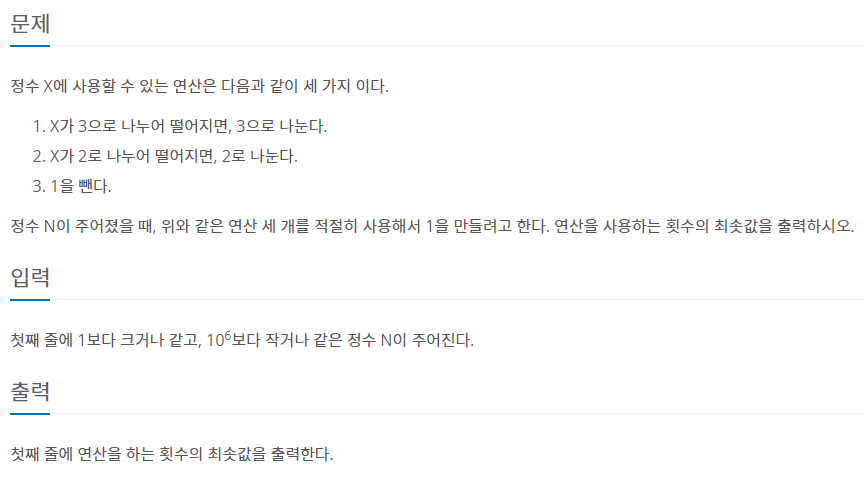 문제
정수 X에 사용할 수 있는 연산은 다음과 같이 세 가지 이다.
1. X가 3으로 나누어 떨어지면, 3으로 나눈다.
2. X가 2로 나누어 떨어지면, 2로 나눈다.
3. 1을 뺀다.
정수 N이 주어졌을 때, 위와 같은 연산 세 개를 적절히 사용해서 1을 만들려고 한다. 연산을 사용하는 횟수의 최솟값을 출력하시오.
입력
첫째 줄에 1보다 크거나 같고, 10⁶보다 작거나 같은 정수 N이 주어진다.
출력
첫째 줄에 연산을 하는 횟수의 최솟값을 출력한다.